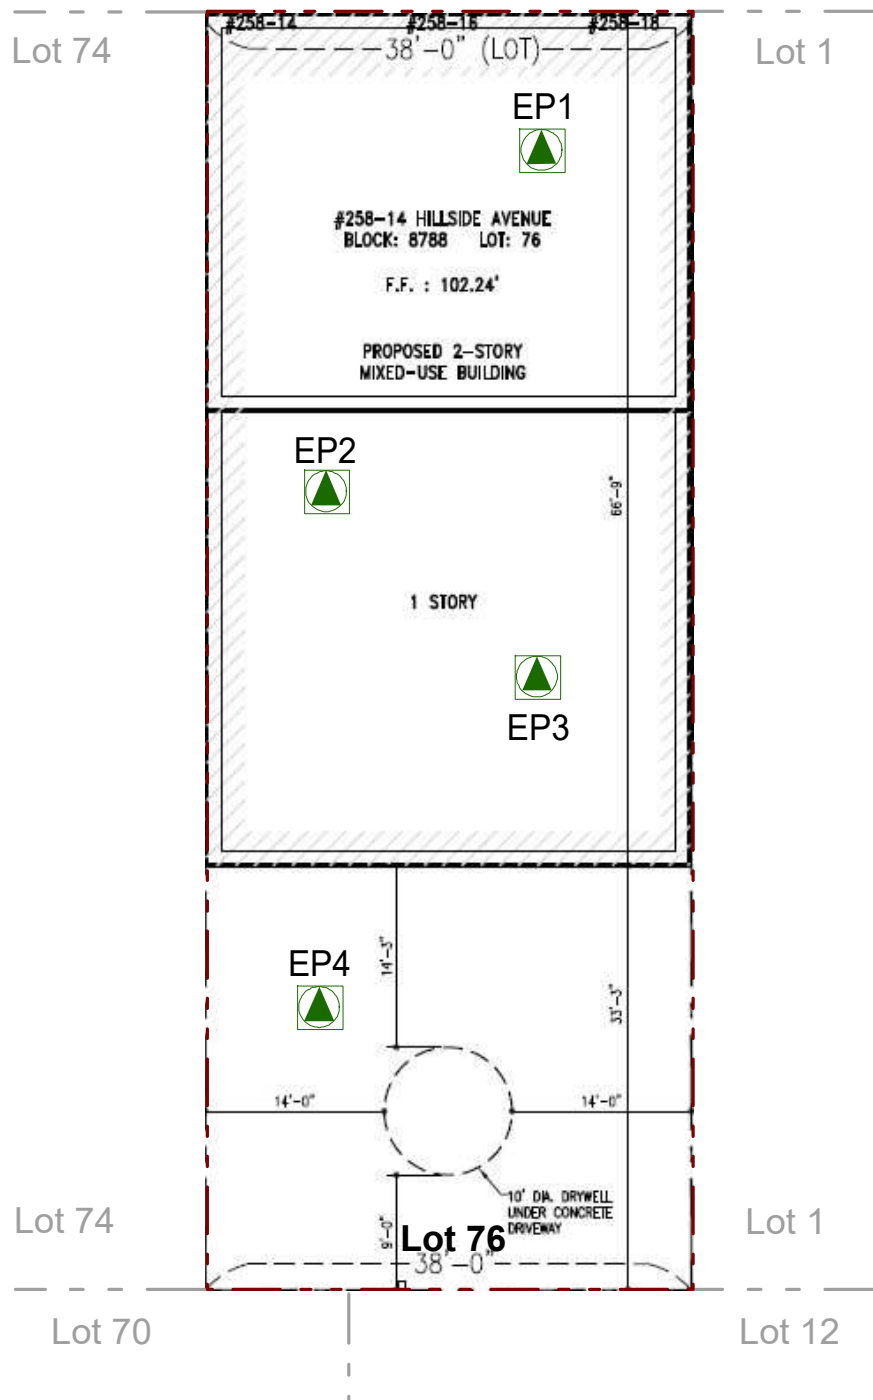 #258-14 #258-16 #258-18
Lot 74 38'-0" (LOT) Lot 1
EP1
#258-14 HILLSIDE AVENUE
BLOCK: 8788 LOT: 76
F.F. : 102.24'
PROPOSED 2-STORY
MIXED-USE BUILDING
EP2
66'-9"
1 STORY
EP3
14'-3"
EP4
33'-3"
14'-0" 14'-0"
10' DIA. DRYWELL
UNDER CONCRETE
DRIVEWAY
Lot 74 Lot 1
9'-0"
Lot 76
38'-0"
Lot 70 Lot 12